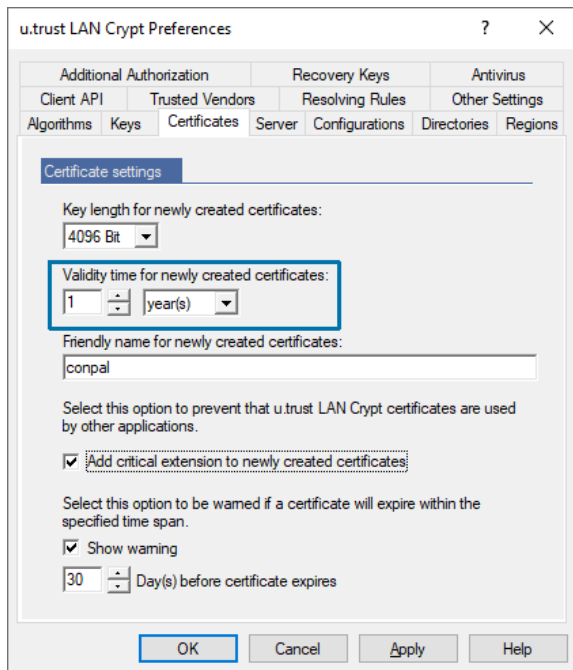 u.trust LAN Crypt Preferences
?
Additional Authorization Recovery Keys Antivirus
Client API Trusted Vendors Resolving Rules Other Settings
Algorithms Keys Certificates Server Configurations Directories Regions
Certificate settings
Key length for newly created certificates:
4096 Bit
Validity time for newly created certificates:
1 year(s)
Friendly name for newly created certificates:
conpal
Select this option to prevent that u.trust LAN Crypt certificates are used
by other applications.
Add critical extension to newly created certificates
Select this option to be warned if a certificate will expire within the
specified time span.
Show warning
30 Day(s) before certificate expires
OK Cancel Apply Help